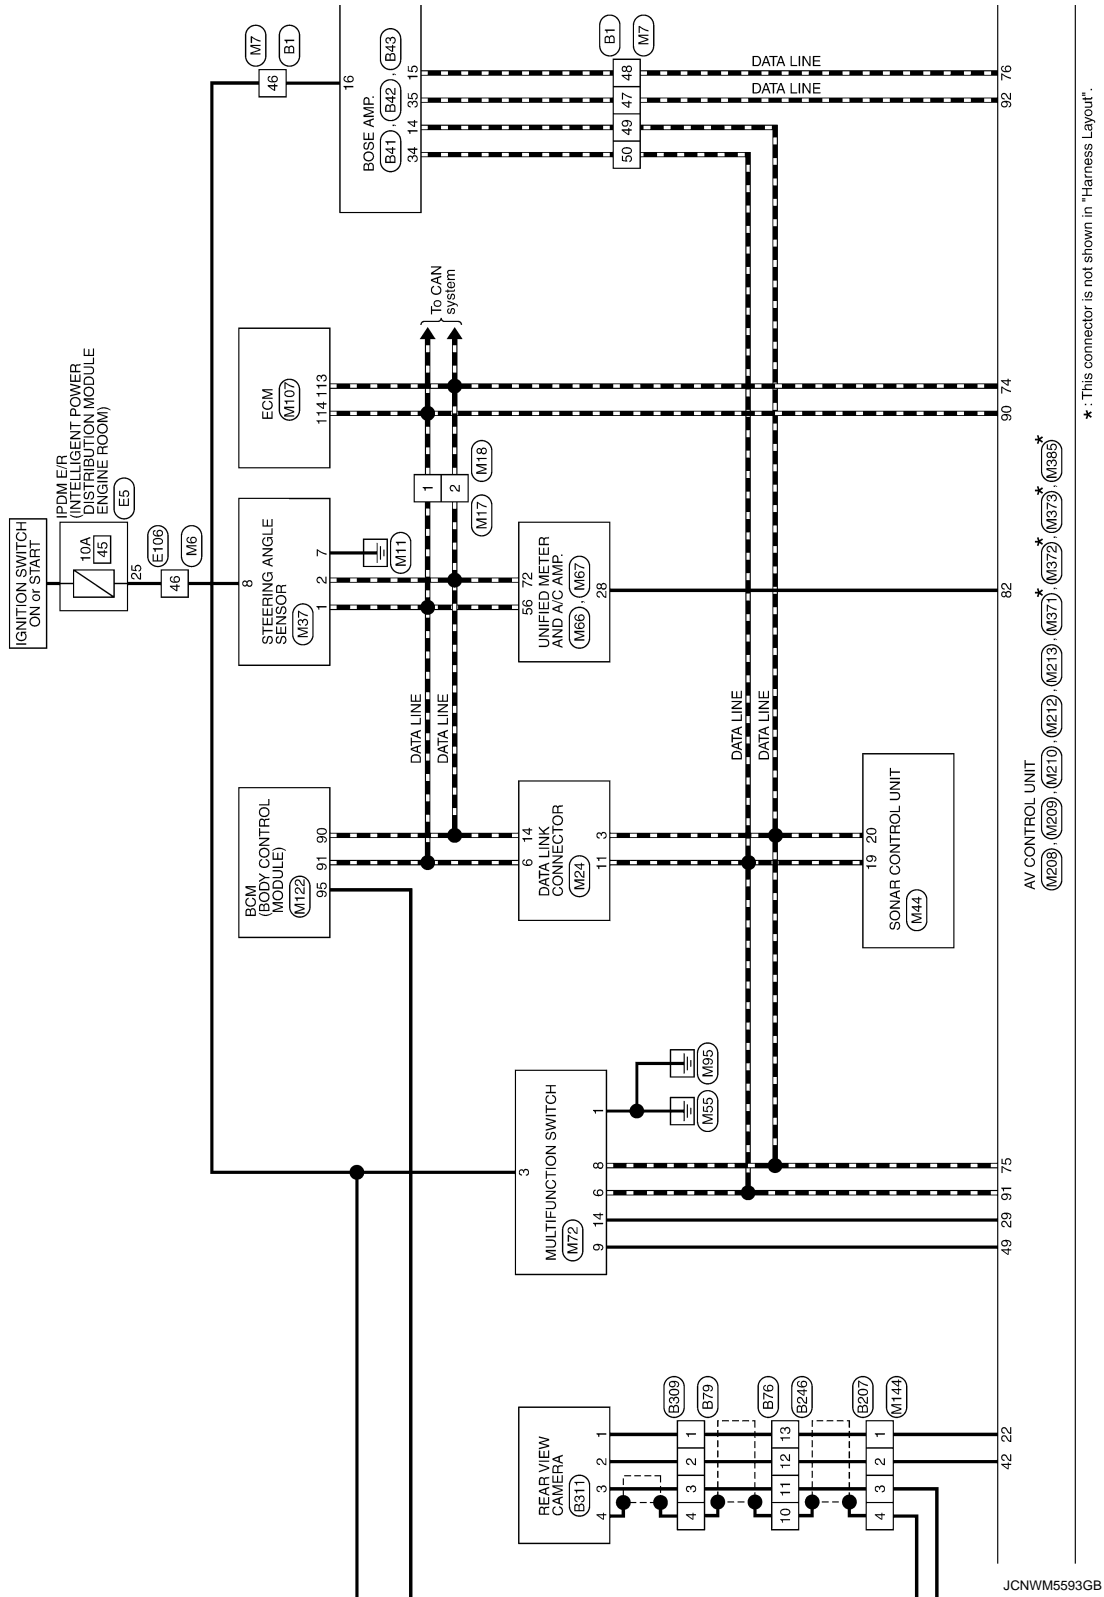 IGNITION SWITCH
ON or START
IPDM E/R
(INTELLIGENT POWER
DISTRIBUTION MODULE
ENGINE ROOM)
E5
10A
45
25
E106
46
M6
M7
46
B1
16
BOSE AMP.
B41 , B42 , B43
34 14 35 15
B1
50 49 47 48
M7
DATA LINE
DATA LINE
76
92
8
STEERING ANGLE
SENSOR
M37
1 2 7
M11
ECM
M107
114 113
To CAN
system
1
2
M17
M18
74
90
56 72
UNIFIED METER
AND A/C AMP.
M66 , M67
28
82
BCM
(BODY CONTROL
MODULE)
M122
95 91 90
DATA LINE
DATA LINE
6 14
DATA LINK
CONNECTOR
M24
11 3
DATA LINE
DATA LINE
19 20
SONAR CONTROL UNIT
M44
3
MULTIFUNCTION SWITCH
M72
9 14 6 8 1
M55
M95
49 29 91 75
REAR VIEW
CAMERA
B311
4 3 2 1
B309
4 3 2 1
B79
B76
10 11 12 13
B246
B207
4 3 2 1
M144
42 22
AV CONTROL UNIT
M208 , M209 , M210 , M212 , M213 , M371* , M372* , M373* , M385*
* : This connector is not shown in "Harness Layout".
JCNWM5593GB